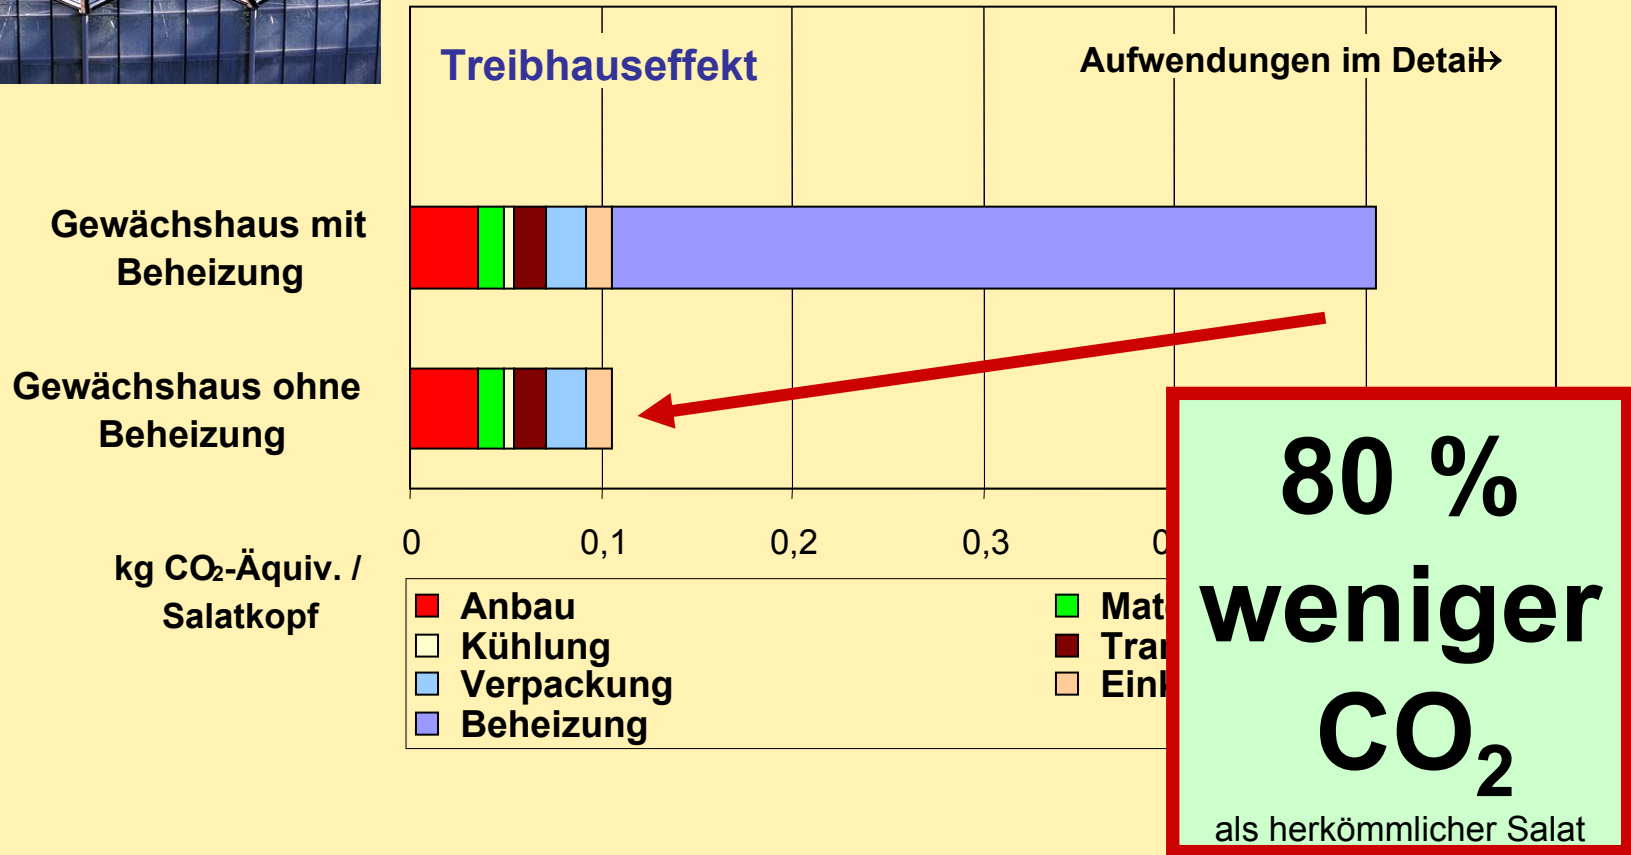 Treibhauseffekt
Aufwendungen im Detail→
Gewächshaus mit
Beheizung
Gewächshaus ohne
Beheizung
0 0,1 0,2 0,3
kg CO₂-Äquiv. /
Salatkopf
Anbau
Kühlung
Verpackung
Beheizung
80 %
weniger
CO₂
als herkömmlicher Salat